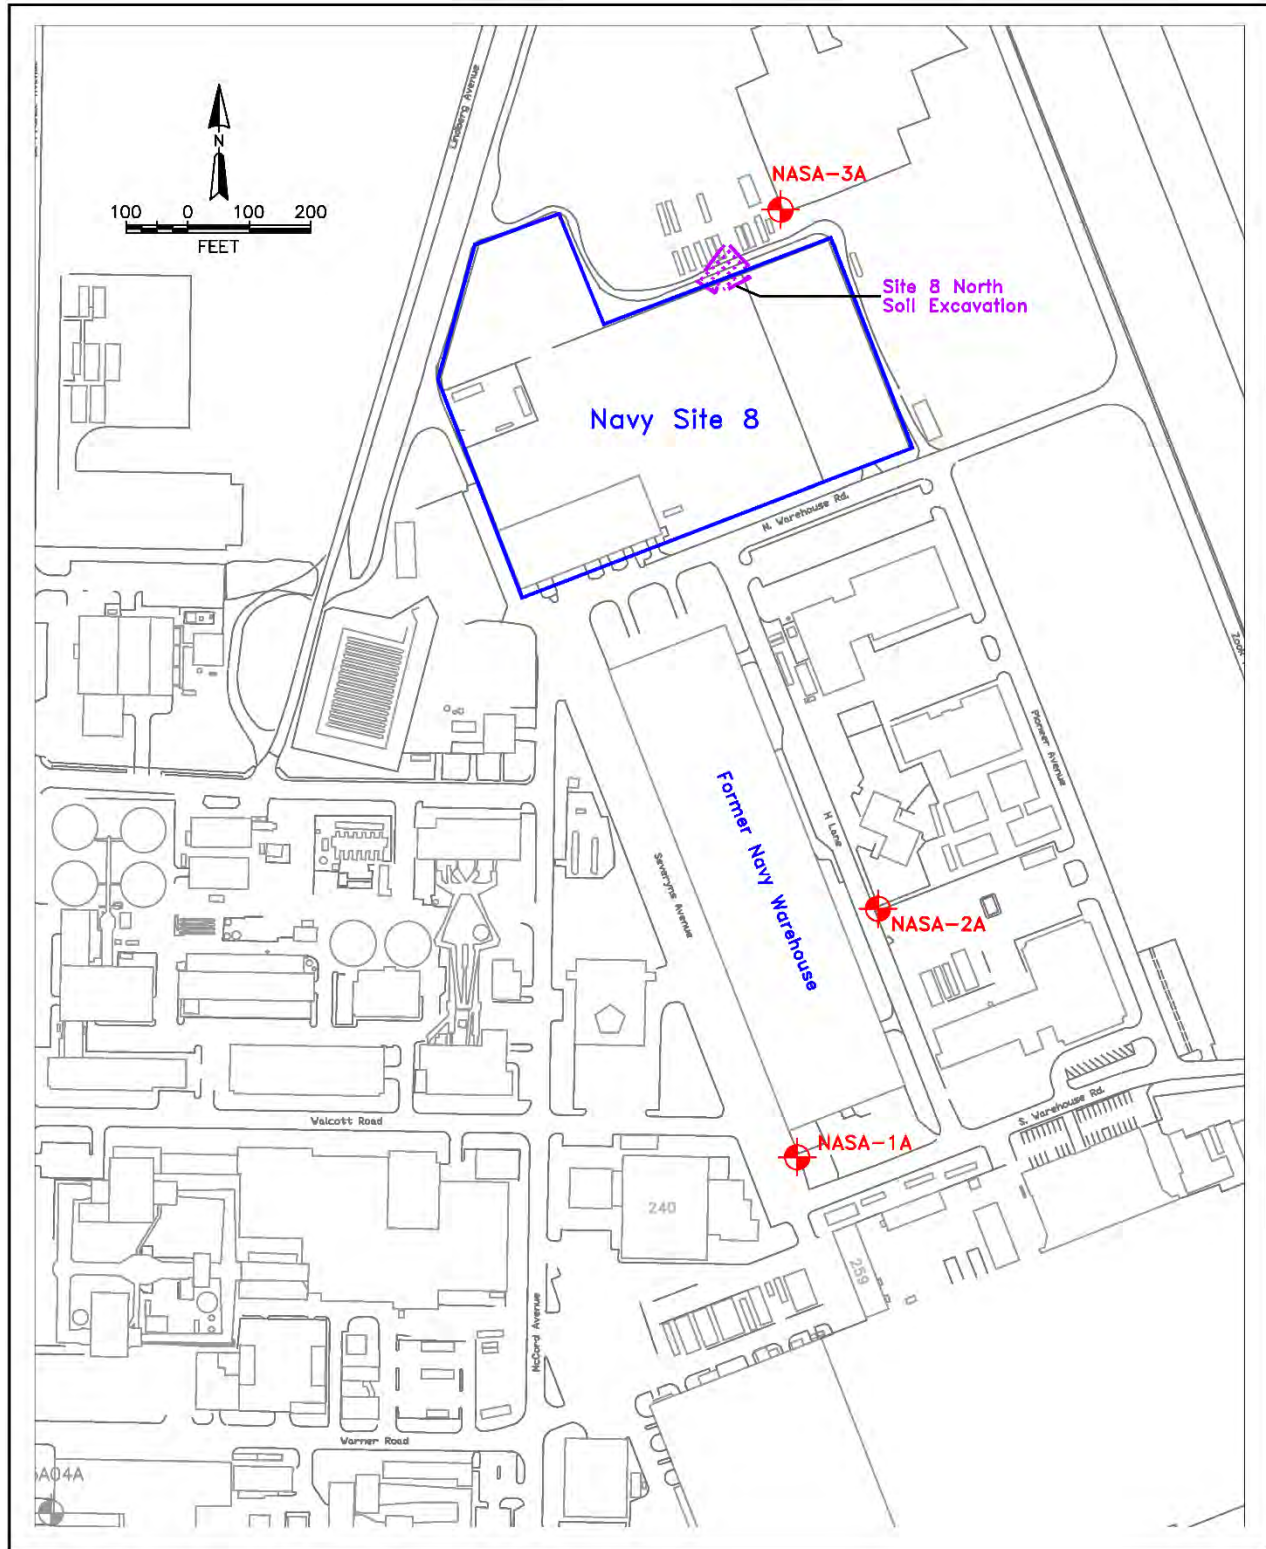 Lindberg Avenue
N
100 0 100 200
FEET
NASA-3A
Site 8 North
Soil Excavation
Navy Site 8
N. Warehouse Rd.
Zook
Pioneer Avenue
Former Navy Warehouse
H Lane
Severyns Avenue
NASA-2A
S. Warehouse Rd.
Walcott Road
NASA-1A
240
259
McCord Avenue
Warner Road
A04A